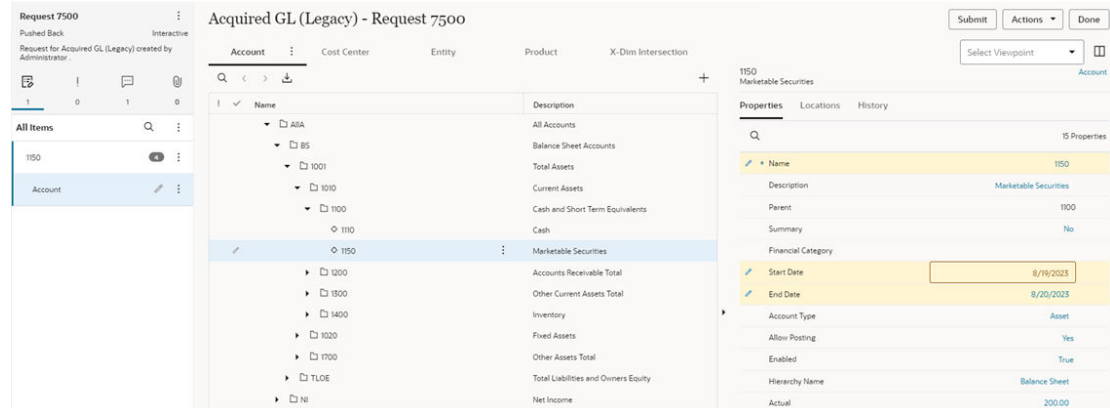 Request 7500
Pushed Back Interactive
Request for Acquired GL (Legacy) created by
Administrator .
1 0 1 0
All Items
1150 4
Account
Acquired GL (Legacy) - Request 7500
Submit Actions Done
Account Cost Center Entity Product X-Dim Intersection
Select Viewpoint
Name Description
AllA All Accounts
BS Balance Sheet Accounts
1001 Total Assets
1010 Current Assets
1100 Cash and Short Term Equivalents
1110 Cash
1150 Marketable Securities
1200 Accounts Receivable Total
1300 Other Current Assets Total
1400 Inventory
1020 Fixed Assets
1700 Other Assets Total
TLOE Total Liabilities and Owners Equity
NI Net Income
1150 Account
Marketable Securities
Properties Locations History
15 Properties
Name 1150
Description Marketable Securities
Parent 1100
Summary No
Financial Category
Start Date 8/19/2023
End Date 8/20/2023
Account Type Asset
Allow Posting Yes
Enabled True
Hierarchy Name Balance Sheet
Actual 200.00